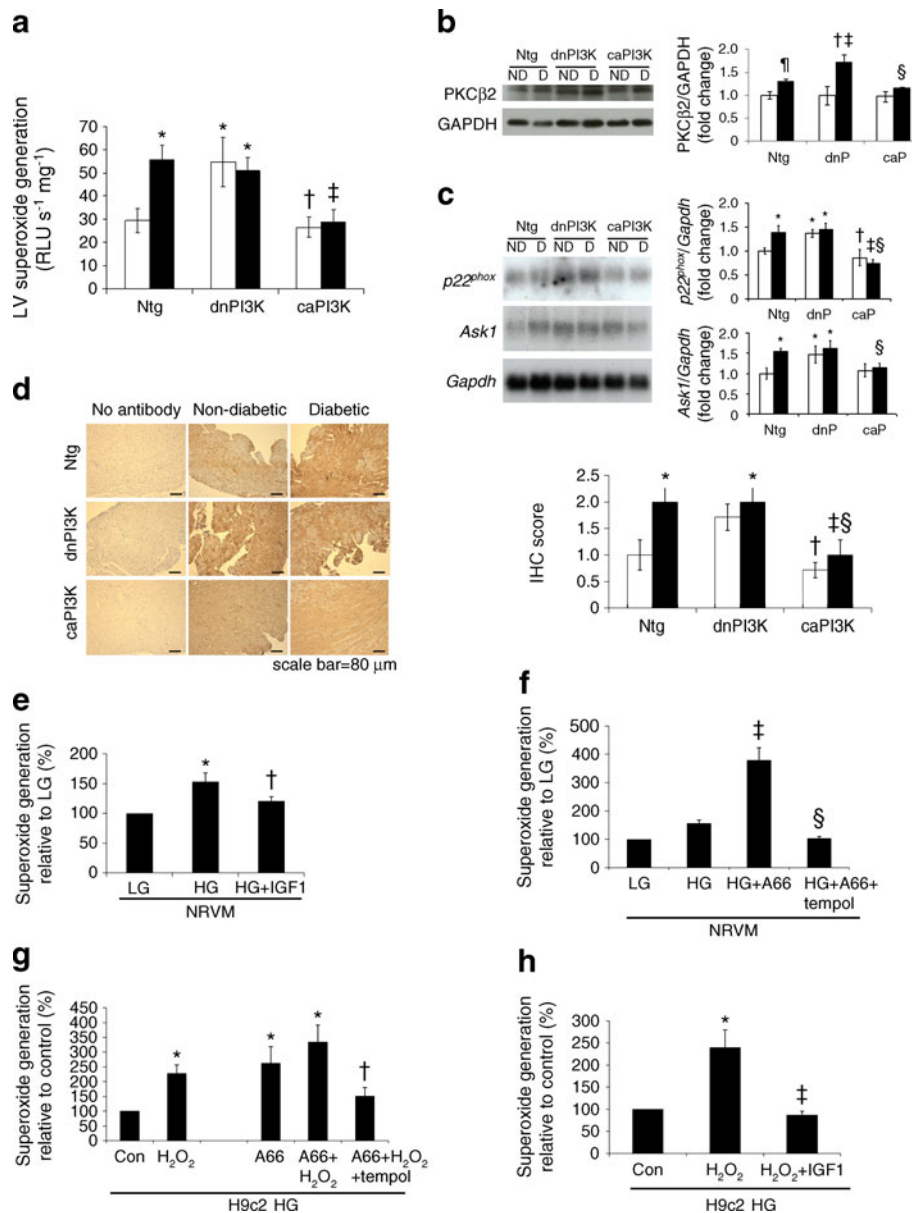 a
LV superoxide generation
(RLU s⁻¹ mg⁻¹)
70
60
50
40
30
20
10
0
* * * † ‡
Ntg dnPI3K caPI3K
b
Ntg dnPI3K caPI3K
ND D ND D ND D
PKCβ2
GAPDH
PKCβ2/GAPDH
(fold change)
2.0
1.5
1.0
0.5
0
¶ †‡ §
Ntg dnP caP
c
Ntg dnPI3K caPI3K
ND D ND D ND D
p22ᵖʰᵒˣ
Ask1
Gapdh
p22ᵖʰᵒˣ/Gapdh
(fold change)
2.0
1.5
1.0
0.5
0
* * * † ‡§
Ntg dnP caP
Ask1/Gapdh
(fold change)
2.0
1.5
1.0
0.5
0
* * * §
Ntg dnP caP
d
No antibody Non-diabetic Diabetic
Ntg
dnPI3K
caPI3K
scale bar=80 μm
IHC score
2.5
2.0
1.5
1.0
0.5
0
* * † ‡§
Ntg dnPI3K caPI3K
e
Superoxide generation
relative to LG (%)
200
150
100
50
0
* †
LG HG HG+IGF1
NRVM
f
Superoxide generation
relative to LG (%)
500
400
300
200
100
0
‡ §
LG HG HG+A66 HG+A66+
tempol
NRVM
g
Superoxide generation
relative to control (%)
450
400
350
300
250
200
150
100
50
0
* * * †
Con H₂O₂ A66 A66+
H₂O₂ A66+H₂O₂
+tempol
H9c2 HG
h
Superoxide generation
relative to control (%)
300
250
200
150
100
50
0
* ‡
Con H₂O₂ H₂O₂+IGF1
H9c2 HG